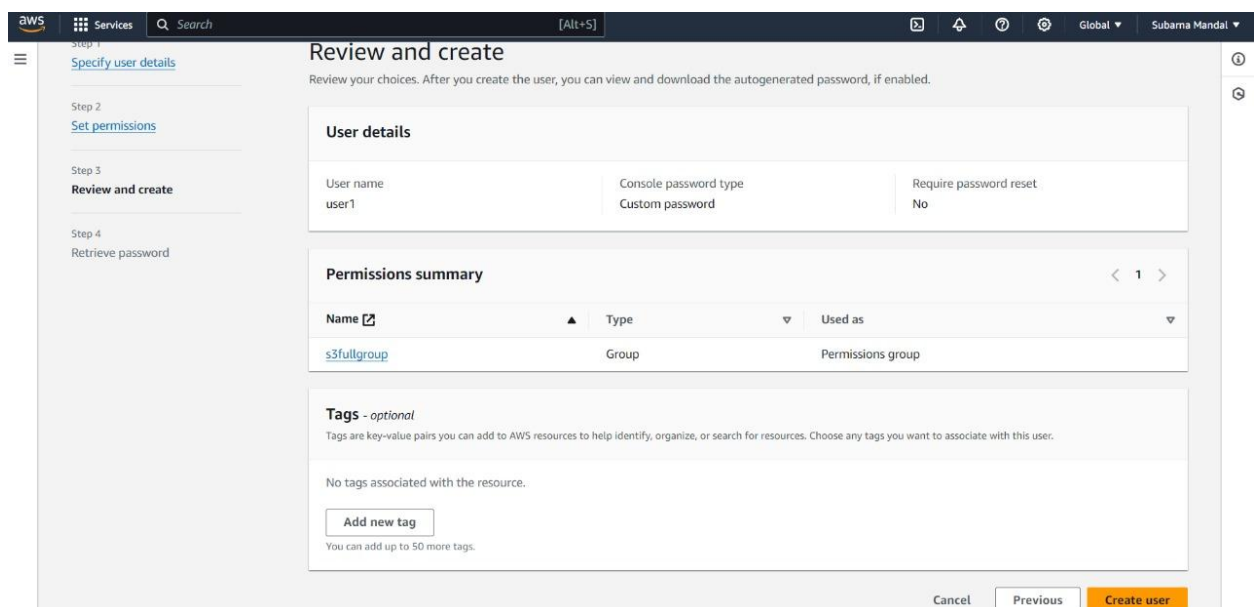 aws Services Search [Alt+S] Global Subarna Mandal
Step 1
Specify user details
Step 2
Set permissions
Step 3
Review and create
Step 4
Retrieve password
Review and create
Review your choices. After you create the user, you can view and download the autogenerated password, if enabled.
User details
User name Console password type Require password reset
user1 Custom password No
Permissions summary 1
Name Type Used as
s3fullgroup Group Permissions group
Tags - optional
Tags are key-value pairs you can add to AWS resources to help identify, organize, or search for resources. Choose any tags you want to associate with this user.
No tags associated with the resource.
Add new tag
You can add up to 50 more tags.
Cancel Previous Create user